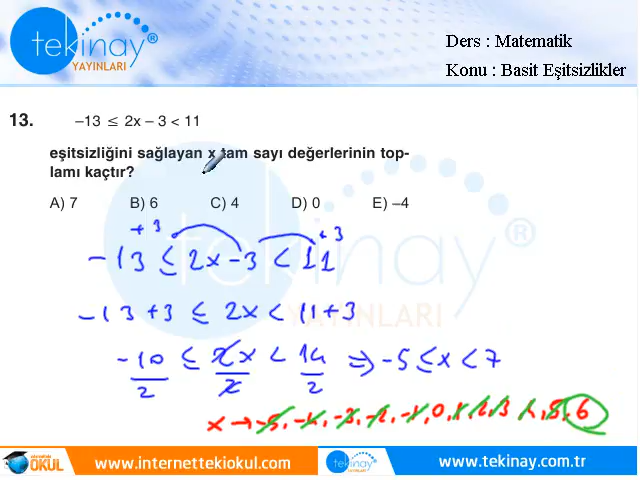 tekinay®
YAYINLARI
Ders : Matematik
Konu : Basit Eşitsizlikler
13. –13 ≤ 2x – 3 < 11
eşitsizliğini sağlayan x tam sayı değerlerinin top-
lamı kaçtır?
A) 7 B) 6 C) 4 D) 0 E) –4
+3 +3
-13 ≤ 2x -3 < 11
-13 +3 ≤ 2x < 11+3
-10/2 ≤ 2x/2 < 14/2 ⇒ -5 ≤ x < 7
x → -5, -4, -3, -2, -1, 0, 1, 2, 3, 4, 5, 6
tekinay®
YAYINLARI
OKUL
www.internettekiokul.com
tekinay®
YAYINLARI
www.tekinay.com.tr